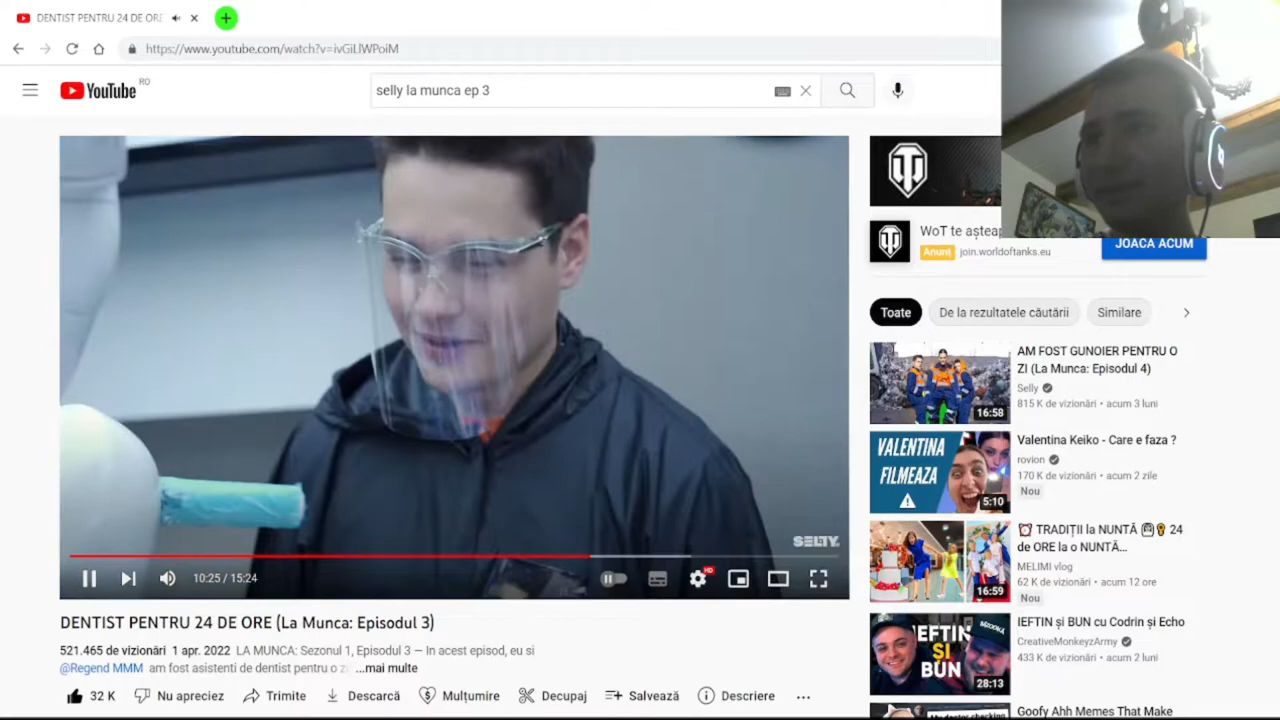 DENTIST PENTRU 24 DE ORE
https://www.youtube.com/watch?v=ivGiLlWPoiM
YouTube RO
selly la munca ep 3
SELLY.
10:25 / 15:24
HD
DENTIST PENTRU 24 DE ORE (La Munca: Episodul 3)
521.465 de vizionări 1 apr. 2022 LA MUNCA: Sezonul 1, Episodul 3 – In acest episod, eu si
@Regend MMM am fost asistenti de dentist pentru o zi ...mai multe
32 K
Nu apreciez
Descarcă
Mulțumire
Decupaj
Salvează
Descriere
WoT te așteap
Anunț join.worldoftanks.eu
JOACĂ ACUM
Toate
De la rezultatele căutării
Similare
16:58
AM FOST GUNOIER PENTRU O
ZI (La Munca: Episodul 4)
Selly
815 K de vizionări • acum 3 luni
VALENTINA
FILMEAZA
5:10
Valentina Keiko - Care e faza ?
rovion
170 K de vizionări • acum 2 zile
Nou
16:59
TRADIȚII la NUNTĂ 24
de ORE la o NUNTĂ...
MELIMI vlog
62 K de vizionări • acum 12 ore
Nou
IEFTIN
ȘI
BUN
28:13
IEFTIN și BUN cu Codrin și Echo
CreativeMonkeyzArmy
433 K de vizionări • acum 2 luni
Goofy Ahh Memes That Make